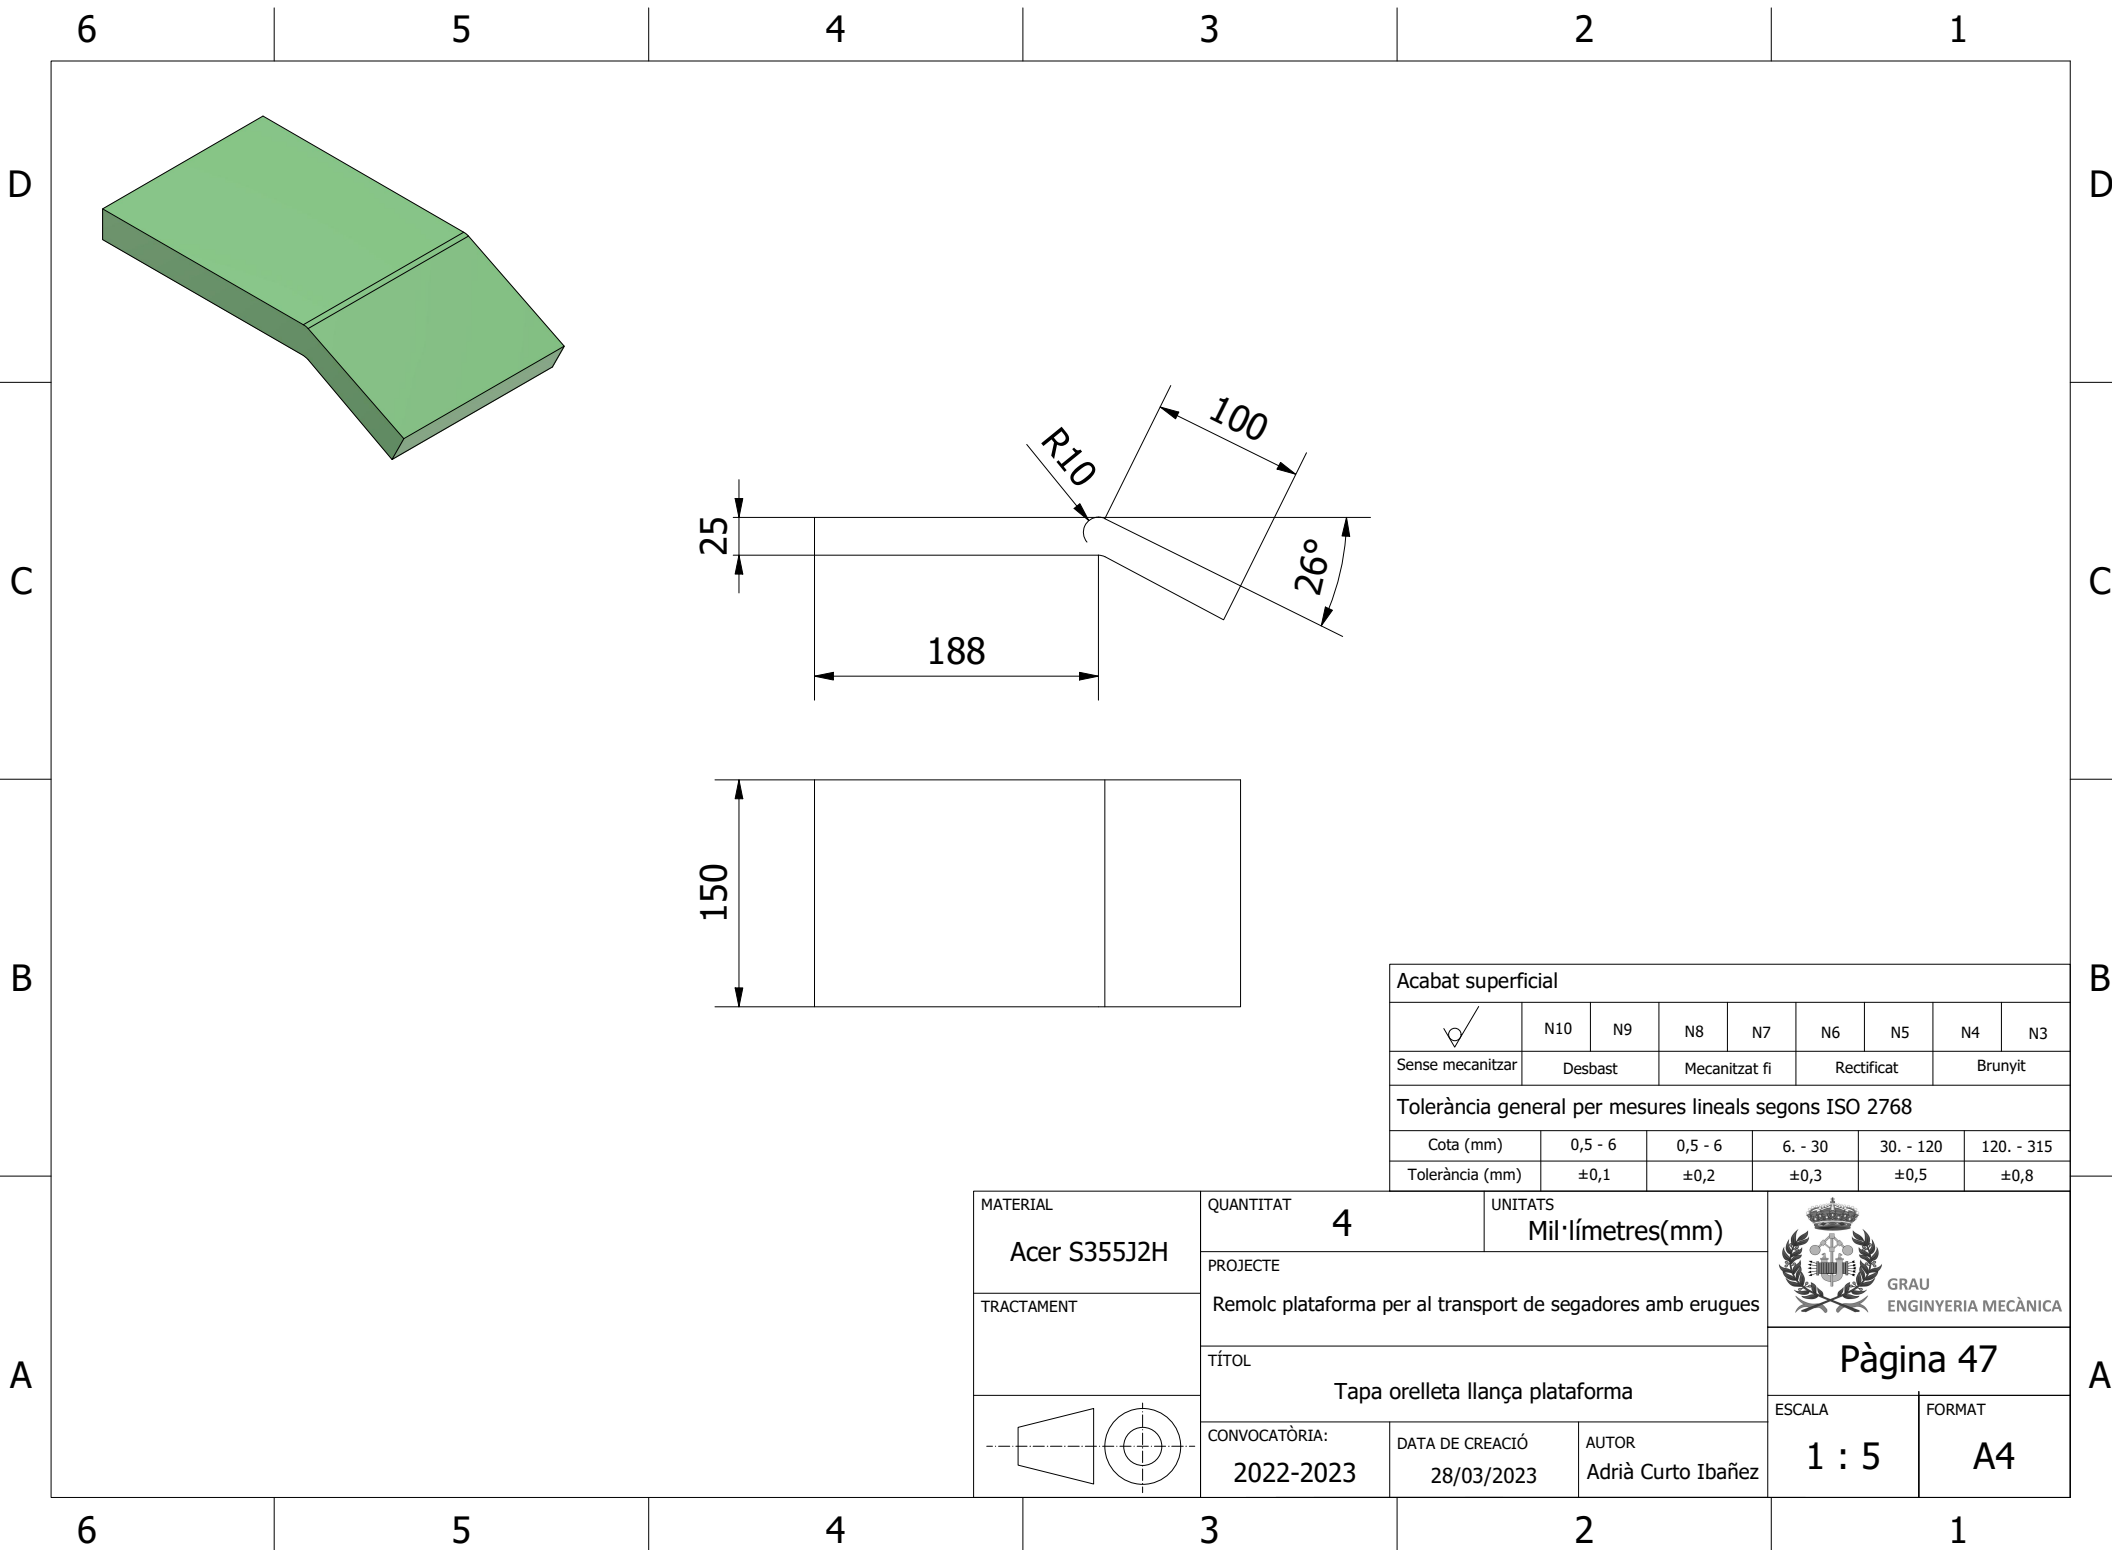 6 5 4 3 2 1
D D
100
R10
25
26°
C C
188
150
B B
Acabat superficial
N10 N9 N8 N7 N6 N5 N4 N3
Sense mecanitzar Desbast Mecanitzat fi Rectificat Brunyit
Tolerància general per mesures lineals segons ISO 2768
Cota (mm) 0,5 - 6 0,5 - 6 6. - 30 30. - 120 120. - 315
Tolerància (mm) ±0,1 ±0,2 ±0,3 ±0,5 ±0,8
MATERIAL
Acer S355J2H
QUANTITAT
4
UNITATS
Mil·límetres(mm)
PROJECTE
Remolc plataforma per al transport de segadores amb erugues
GRAU
ENGINYERIA MECÀNICA
TRACTAMENT
TÍTOL
Tapa orelleta llança plataforma
Pàgina 47
A A
CONVOCATÒRIA:
2022-2023
DATA DE CREACIÓ
28/03/2023
AUTOR
Adrià Curto Ibañez
ESCALA
1 : 5
FORMAT
A4
6 5 4 3 2 1